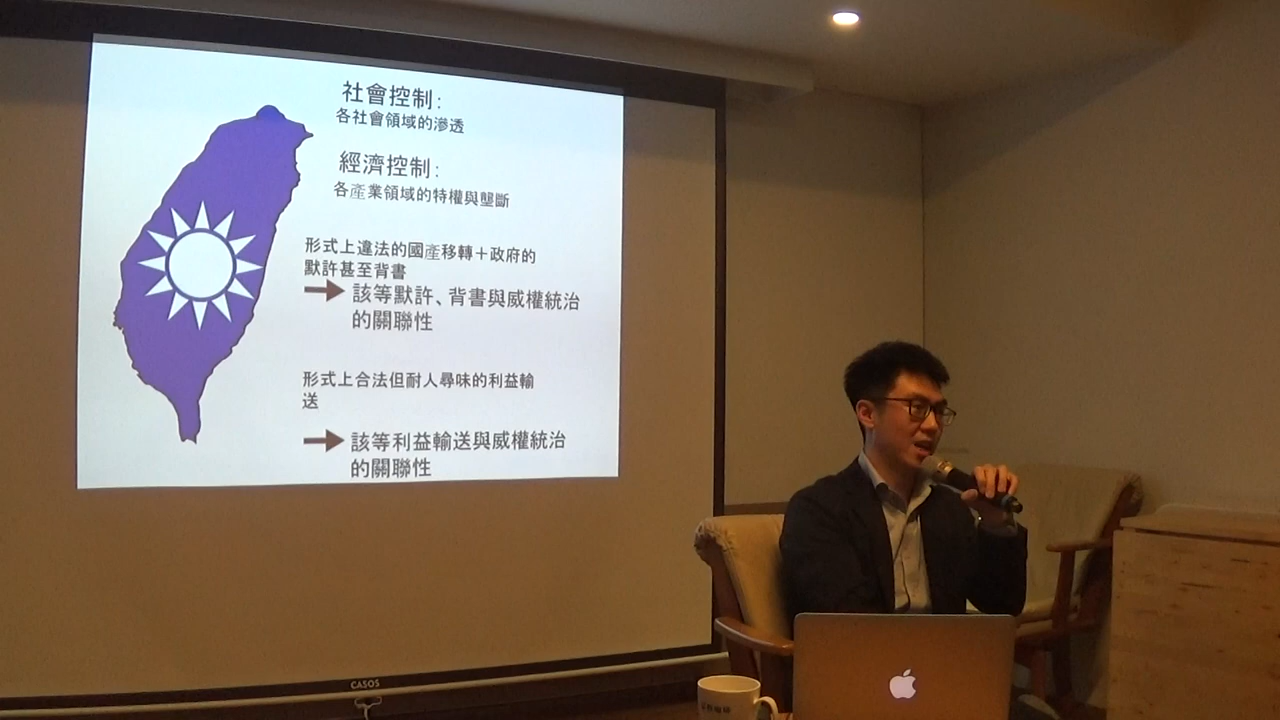 社會控制:
各社會領域的滲透
經濟控制:
各產業領域的特權與壟斷
形式上違法的國產移轉＋政府的
默許甚至背書
該等默許、背書與威權統治
的關聯性
形式上合法但耐人尋味的利益輸
送
該等利益輸送與威權統治
的關聯性
CASOS